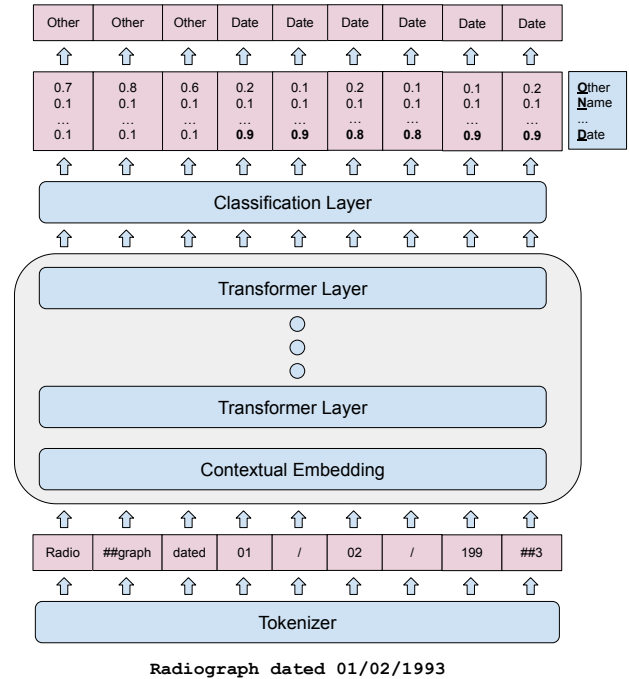 Other Other Other Date Date Date Date Date Date
0.7 0.8 0.6 0.2 0.1 0.2 0.1 0.1 0.2 Other
0.1 0.1 0.1 0.1 0.1 0.1 0.1 0.1 0.1 Name
... ... ... ... ... ... ... ... ... ...
0.1 0.1 0.1 0.9 0.9 0.8 0.8 0.9 0.9 Date
Classification Layer
Transformer Layer
Transformer Layer
Contextual Embedding
Radio ##graph dated 01 / 02 / 199 ##3
Tokenizer
Radiograph dated 01/02/1993